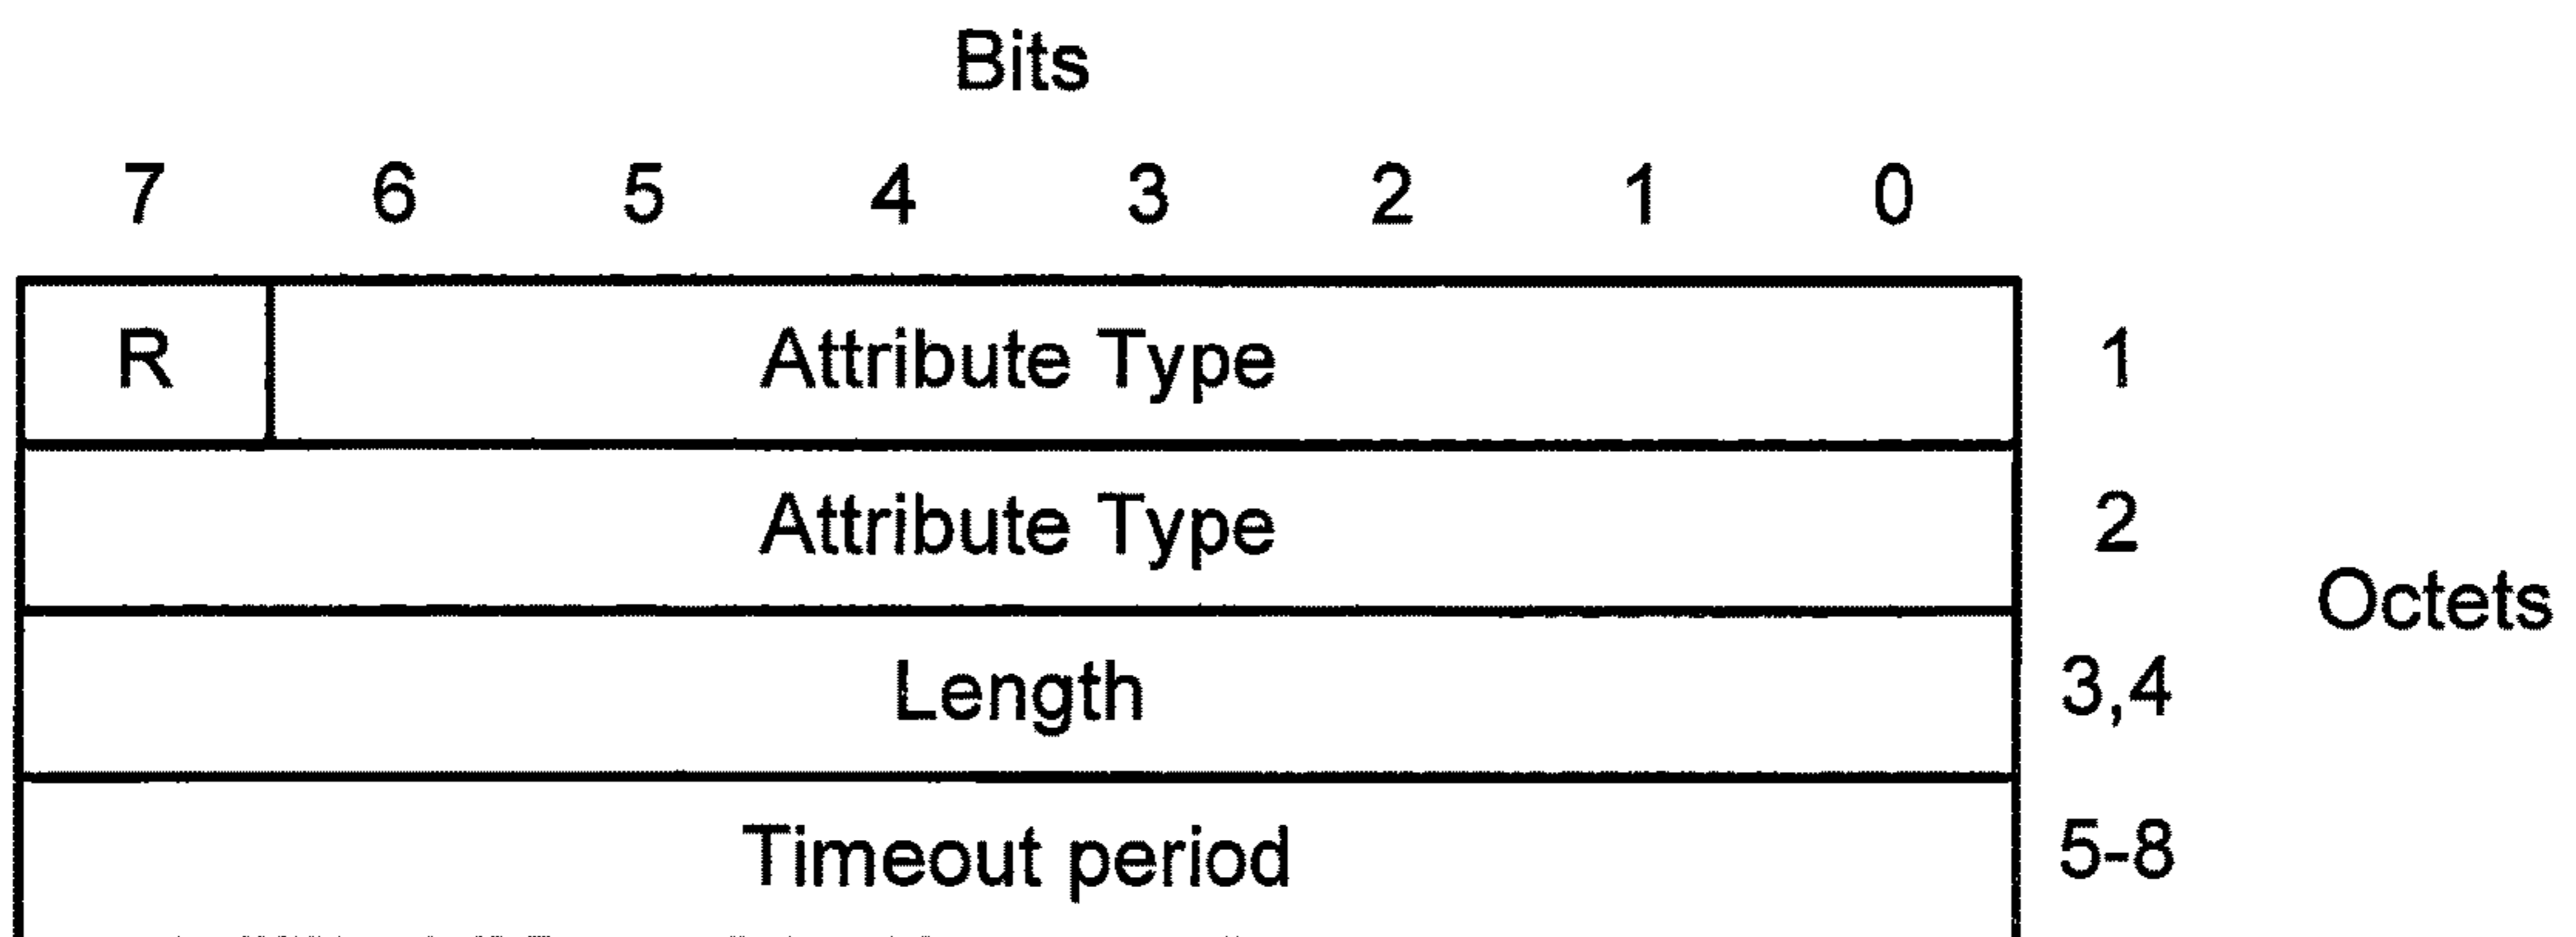 Bits
7 6 5 4 3 2 1 0
R Attribute Type 1
Attribute Type 2
Octets
Length 3,4
Timeout period 5-8